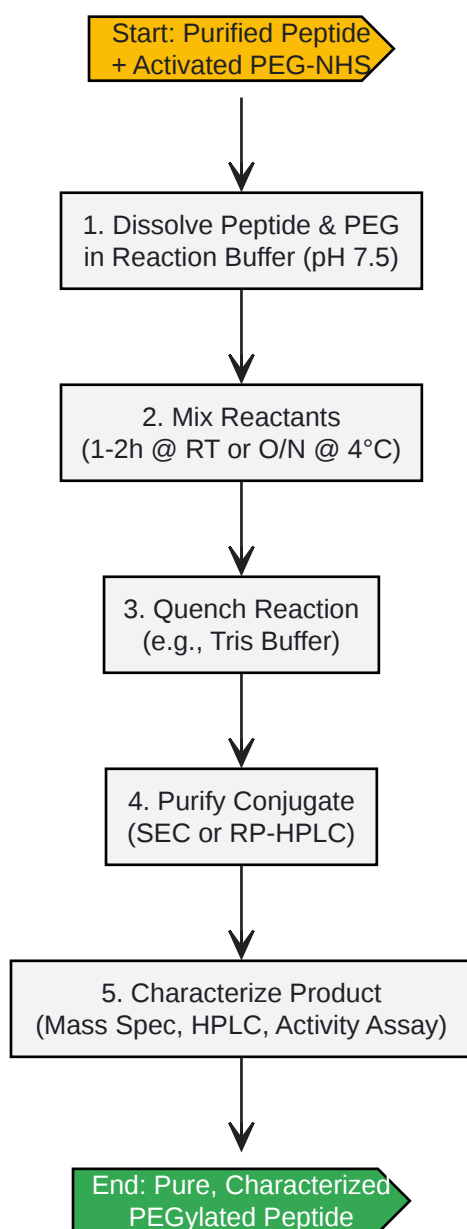 Start: Purified Peptide
+ Activated PEG-NHS
1. Dissolve Peptide & PEG
in Reaction Buffer (pH 7.5)
2. Mix Reactants
(1-2h @ RT or O/N @ 4°C)
3. Quench Reaction
(e.g., Tris Buffer)
4. Purify Conjugate
(SEC or RP-HPLC)
5. Characterize Product
(Mass Spec, HPLC, Activity Assay)
End: Pure, Characterized
PEGylated Peptide